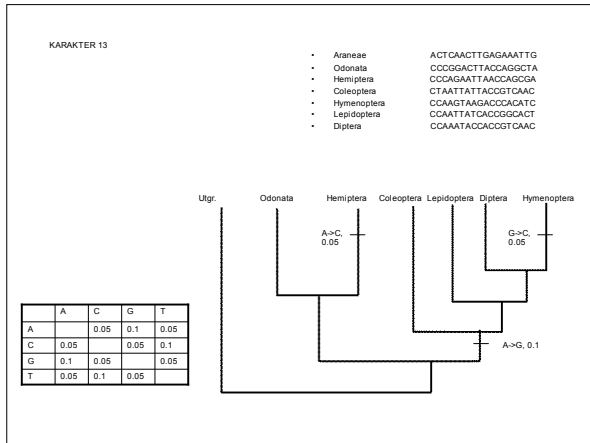 KARAKTER 13
• Araneae ACTCAACTTGAGAAATTG
• Odonata CCCGGACTTACCAGGCTA
• Hemiptera CCCAGAATTAACCAGCGA
• Coleoptera CTAATTATTACCGTCAAC
• Hymenoptera CCAAGTAAGACCCACATC
• Lepidoptera CCAATTATCACCGGCACT
• Diptera CCAAATACCACCGTCAAC
Utgr. Odonata Hemiptera Coleoptera Lepidoptera Diptera Hymenoptera
A->C, 0.05
G->C, 0.05
A->G, 0.1
A C G T
A 0.05 0.1 0.05
C 0.05 0.05 0.1
G 0.1 0.05 0.05
T 0.05 0.1 0.05